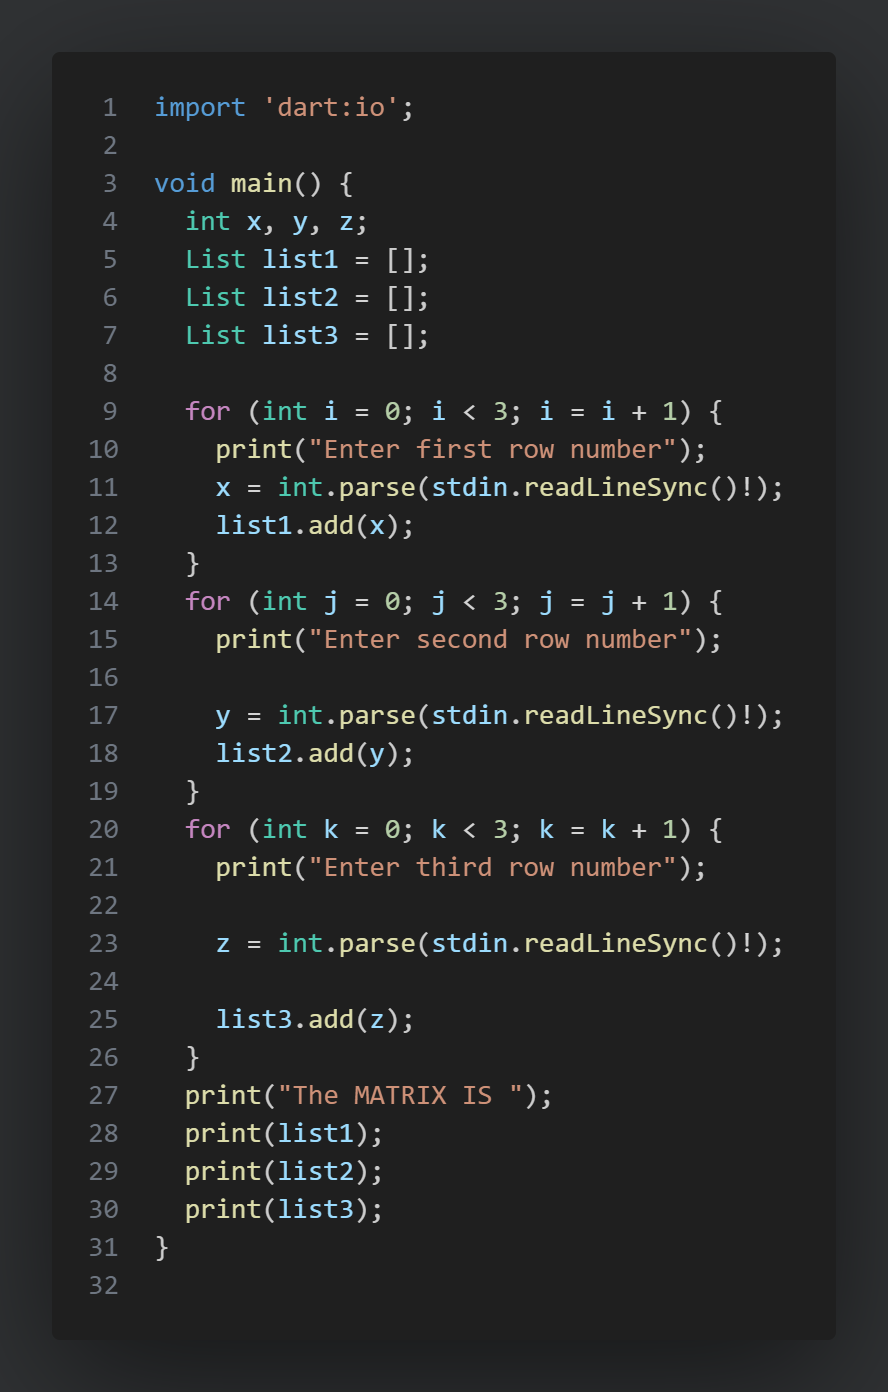 1 import 'dart:io';
2
3 void main() {
4   int x, y, z;
5   List list1 = [];
6   List list2 = [];
7   List list3 = [];
8
9   for (int i = 0; i < 3; i = i + 1) {
10     print("Enter first row number");
11     x = int.parse(stdin.readLineSync()!);
12     list1.add(x);
13   }
14   for (int j = 0; j < 3; j = j + 1) {
15     print("Enter second row number");
16
17     y = int.parse(stdin.readLineSync()!);
18     list2.add(y);
19   }
20   for (int k = 0; k < 3; k = k + 1) {
21     print("Enter third row number");
22
23     z = int.parse(stdin.readLineSync()!);
24
25     list3.add(z);
26   }
27   print("The MATRIX IS ");
28   print(list1);
29   print(list2);
30   print(list3);
31 }
32